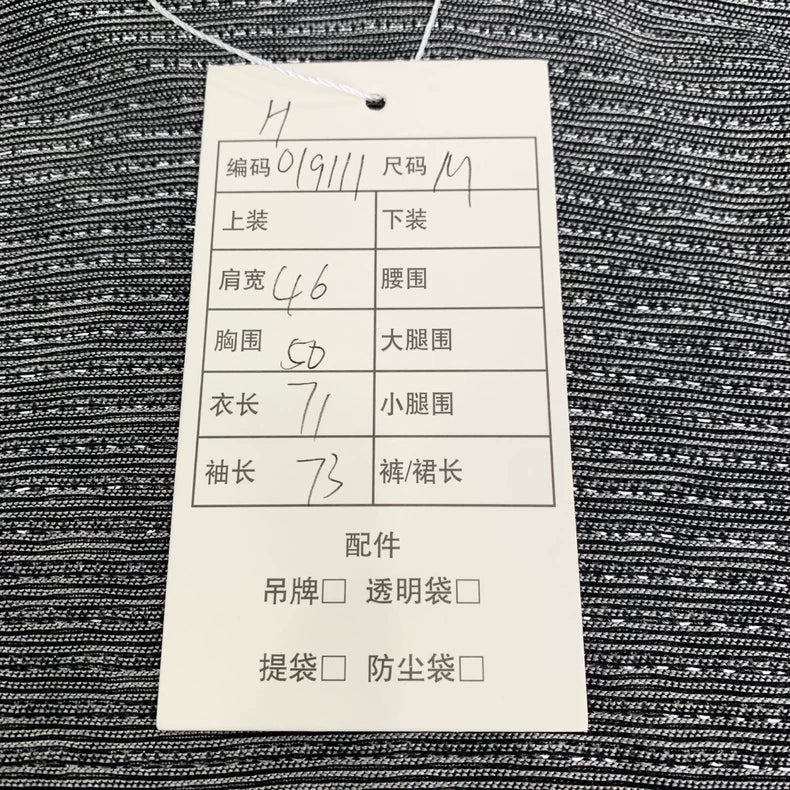 H
编码 019111 尺码 M
上装 下装
肩宽 46 腰围
胸围 50 大腿围
衣长 71 小腿围
袖长 73 裤/裙长
配件
吊牌□ 透明袋□
提袋□ 防尘袋□